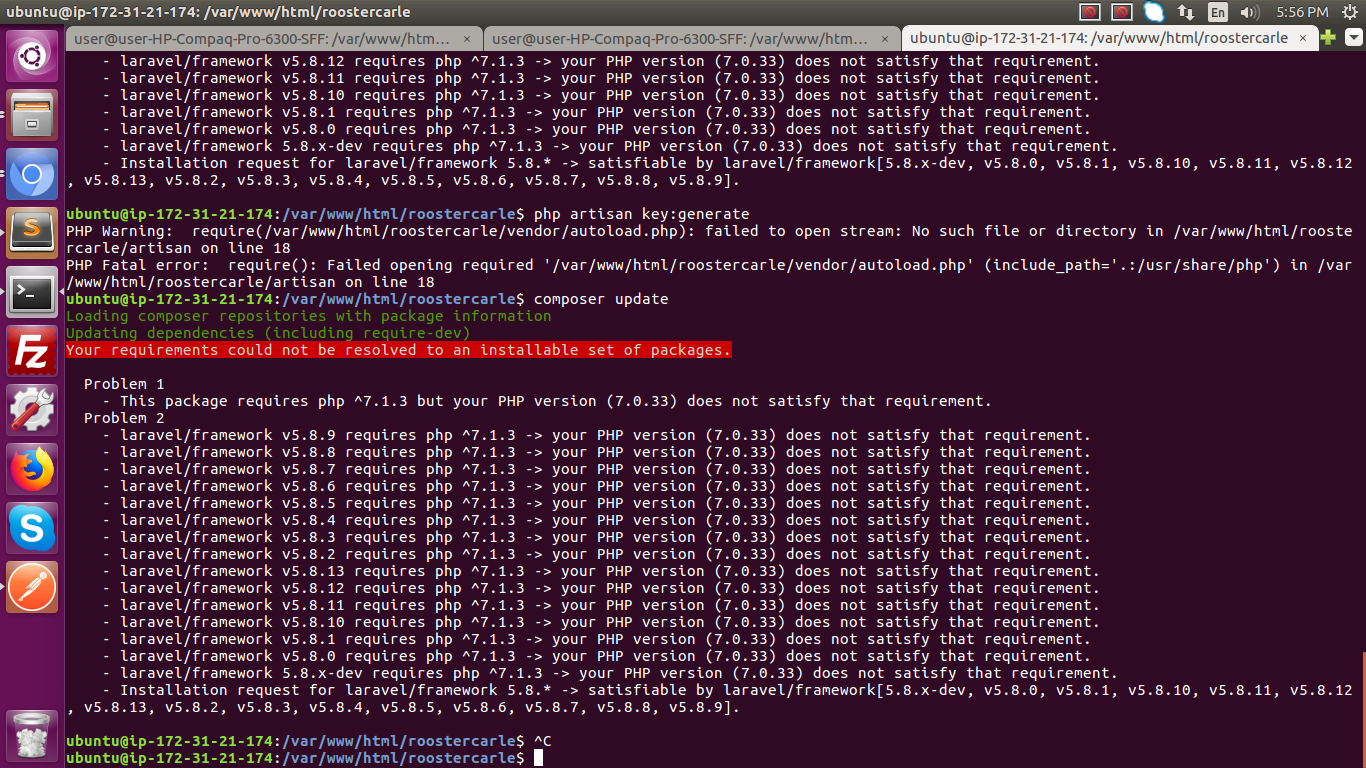 ubuntu@ip-172-31-21-174: /var/www/html/roostercarle
En
5:56 PM
user@user-HP-Compaq-Pro-6300-SFF: /var/www/htm… ×
user@user-HP-Compaq-Pro-6300-SFF: /var/www/htm… ×
ubuntu@ip-172-31-21-174: /var/www/html/roostercarle ×
- laravel/framework v5.8.12 requires php ^7.1.3 -> your PHP version (7.0.33) does not satisfy that requirement.
- laravel/framework v5.8.11 requires php ^7.1.3 -> your PHP version (7.0.33) does not satisfy that requirement.
- laravel/framework v5.8.10 requires php ^7.1.3 -> your PHP version (7.0.33) does not satisfy that requirement.
- laravel/framework v5.8.1 requires php ^7.1.3 -> your PHP version (7.0.33) does not satisfy that requirement.
- laravel/framework v5.8.0 requires php ^7.1.3 -> your PHP version (7.0.33) does not satisfy that requirement.
- laravel/framework 5.8.x-dev requires php ^7.1.3 -> your PHP version (7.0.33) does not satisfy that requirement.
- Installation request for laravel/framework 5.8.* -> satisfiable by laravel/framework[5.8.x-dev, v5.8.0, v5.8.1, v5.8.10, v5.8.11, v5.8.12
, v5.8.13, v5.8.2, v5.8.3, v5.8.4, v5.8.5, v5.8.6, v5.8.7, v5.8.8, v5.8.9].
ubuntu@ip-172-31-21-174:/var/www/html/roostercarle$ php artisan key:generate
PHP Warning:  require(/var/www/html/roostercarle/vendor/autoload.php): failed to open stream: No such file or directory in /var/www/html/rooste
rcarle/artisan on line 18
PHP Fatal error:  require(): Failed opening required '/var/www/html/roostercarle/vendor/autoload.php' (include_path='.:/usr/share/php') in /var
/www/html/roostercarle/artisan on line 18
ubuntu@ip-172-31-21-174:/var/www/html/roostercarle$ composer update
Loading composer repositories with package information
Updating dependencies (including require-dev)
Your requirements could not be resolved to an installable set of packages.
Problem 1
- This package requires php ^7.1.3 but your PHP version (7.0.33) does not satisfy that requirement.
Problem 2
- laravel/framework v5.8.9 requires php ^7.1.3 -> your PHP version (7.0.33) does not satisfy that requirement.
- laravel/framework v5.8.8 requires php ^7.1.3 -> your PHP version (7.0.33) does not satisfy that requirement.
- laravel/framework v5.8.7 requires php ^7.1.3 -> your PHP version (7.0.33) does not satisfy that requirement.
- laravel/framework v5.8.6 requires php ^7.1.3 -> your PHP version (7.0.33) does not satisfy that requirement.
- laravel/framework v5.8.5 requires php ^7.1.3 -> your PHP version (7.0.33) does not satisfy that requirement.
- laravel/framework v5.8.4 requires php ^7.1.3 -> your PHP version (7.0.33) does not satisfy that requirement.
- laravel/framework v5.8.3 requires php ^7.1.3 -> your PHP version (7.0.33) does not satisfy that requirement.
- laravel/framework v5.8.2 requires php ^7.1.3 -> your PHP version (7.0.33) does not satisfy that requirement.
- laravel/framework v5.8.13 requires php ^7.1.3 -> your PHP version (7.0.33) does not satisfy that requirement.
- laravel/framework v5.8.12 requires php ^7.1.3 -> your PHP version (7.0.33) does not satisfy that requirement.
- laravel/framework v5.8.11 requires php ^7.1.3 -> your PHP version (7.0.33) does not satisfy that requirement.
- laravel/framework v5.8.10 requires php ^7.1.3 -> your PHP version (7.0.33) does not satisfy that requirement.
- laravel/framework v5.8.1 requires php ^7.1.3 -> your PHP version (7.0.33) does not satisfy that requirement.
- laravel/framework v5.8.0 requires php ^7.1.3 -> your PHP version (7.0.33) does not satisfy that requirement.
- laravel/framework 5.8.x-dev requires php ^7.1.3 -> your PHP version (7.0.33) does not satisfy that requirement.
- Installation request for laravel/framework 5.8.* -> satisfiable by laravel/framework[5.8.x-dev, v5.8.0, v5.8.1, v5.8.10, v5.8.11, v5.8.12
, v5.8.13, v5.8.2, v5.8.3, v5.8.4, v5.8.5, v5.8.6, v5.8.7, v5.8.8, v5.8.9].
ubuntu@ip-172-31-21-174:/var/www/html/roostercarle$ ^C
ubuntu@ip-172-31-21-174:/var/www/html/roostercarle$